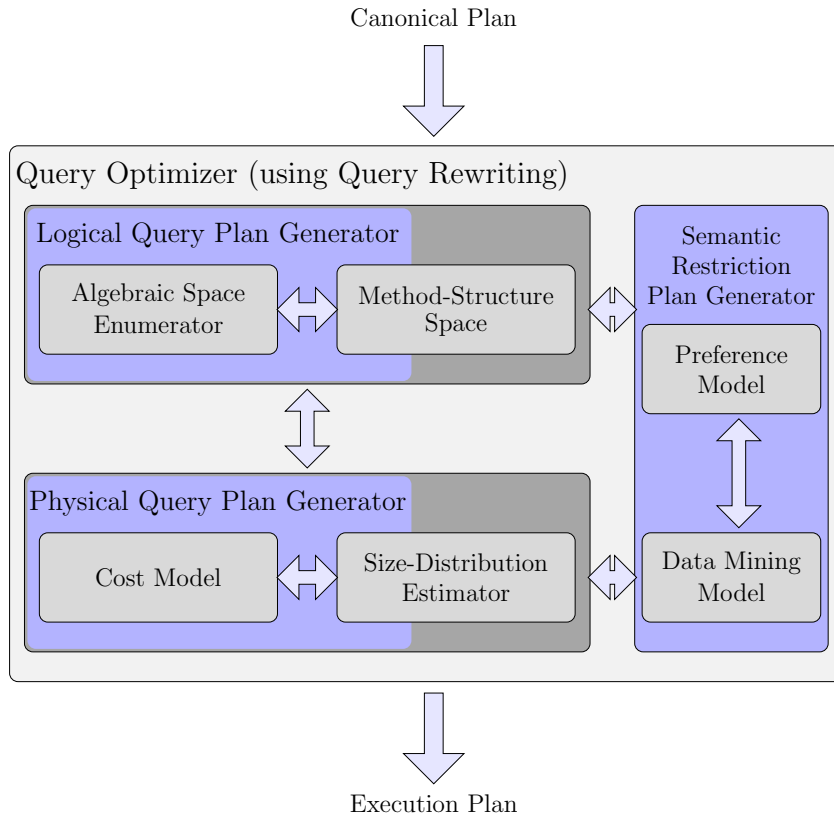 Canonical Plan
Query Optimizer (using Query Rewriting)
Logical Query Plan Generator
Algebraic Space
Enumerator
Method-Structure
Space
Semantic
Restriction
Plan Generator
Preference
Model
Physical Query Plan Generator
Cost Model
Size-Distribution
Estimator
Data Mining
Model
Execution Plan